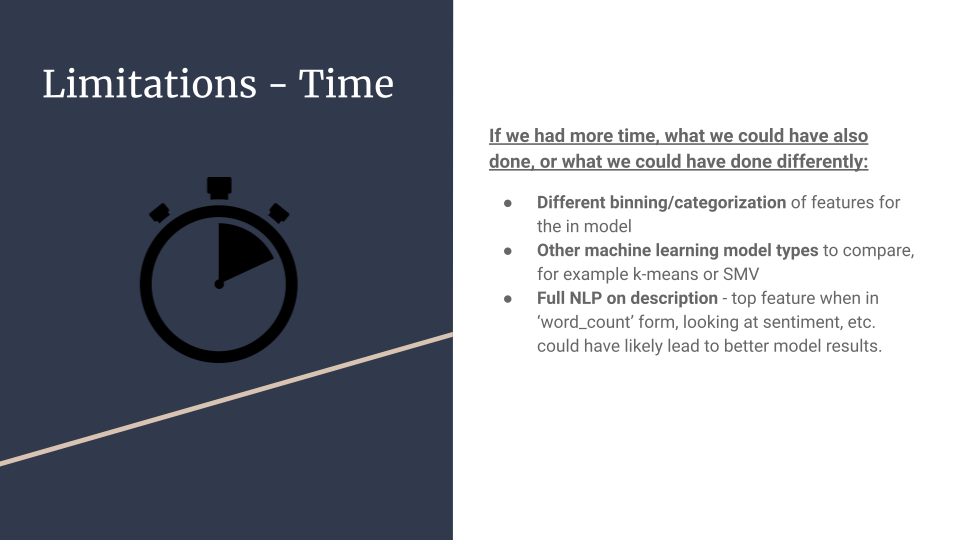 Limitations - Time
If we had more time, what we could have also
done, or what we could have done differently:
● Different binning/categorization of features for
the in model
● Other machine learning model types to compare,
for example k-means or SMV
● Full NLP on description - top feature when in
‘word_count’ form, looking at sentiment, etc.
could have likely lead to better model results.